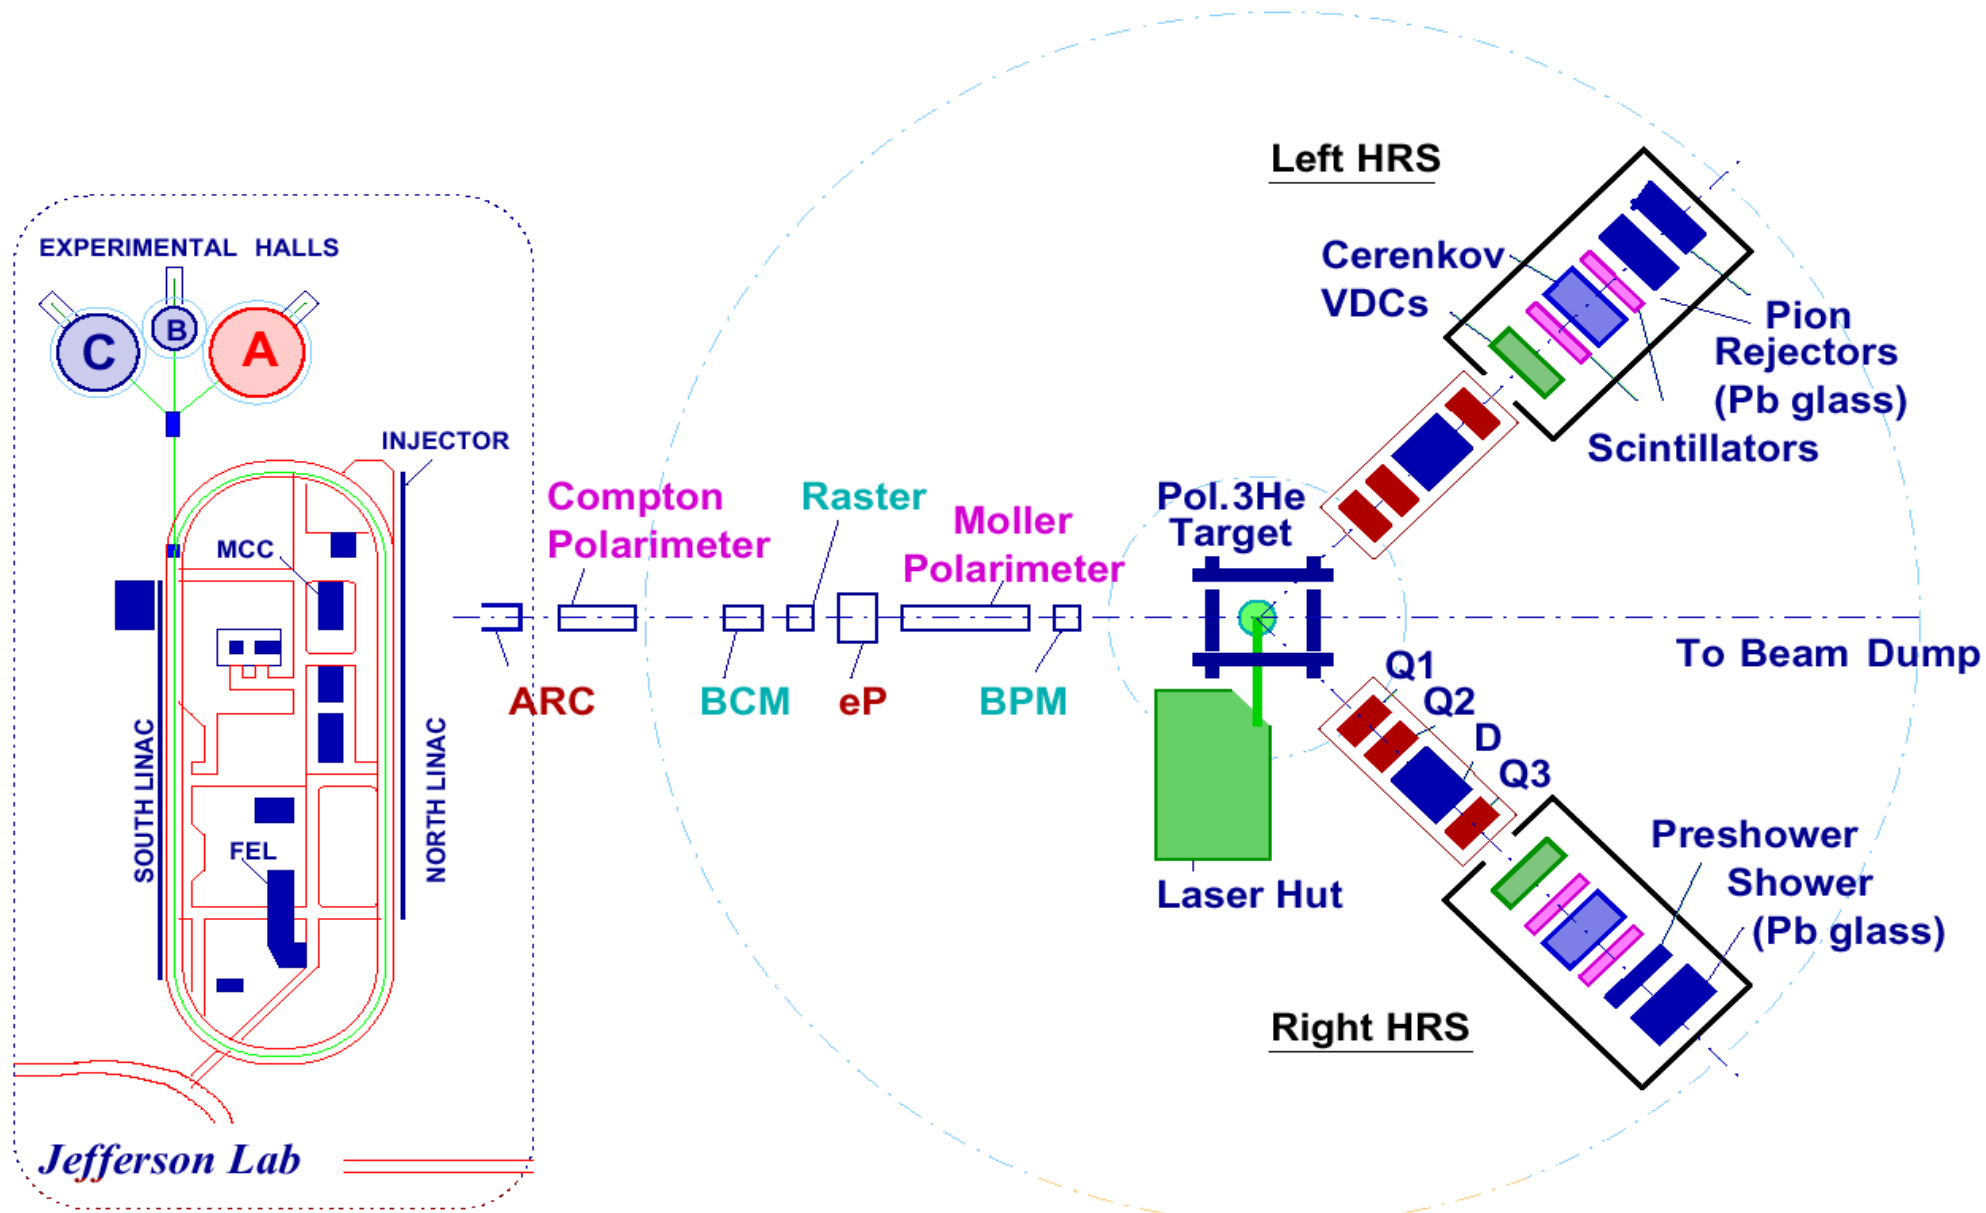 EXPERIMENTAL HALLS
C
B
A
INJECTOR
MCC
SOUTH LINAC
NORTH LINAC
FEL
Jefferson Lab
Compton
Polarimeter
Raster
Moller
Polarimeter
ARC
BCM
eP
BPM
Pol.3He
Target
Laser Hut
To Beam Dump
Left HRS
Cerenkov
VDCs
Pion
Rejectors
(Pb glass)
Scintillators
Q1
Q2
D
Q3
Preshower
Shower
(Pb glass)
Right HRS